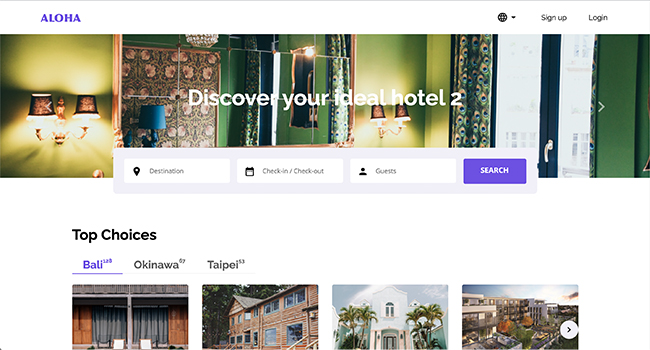 ALOHA
Sign up
Login
Discover your ideal hotel 2
Destination
Check-in / Check-out
Guests
SEARCH
Top Choices
Bali 128
Okinawa 67
Taipei 53